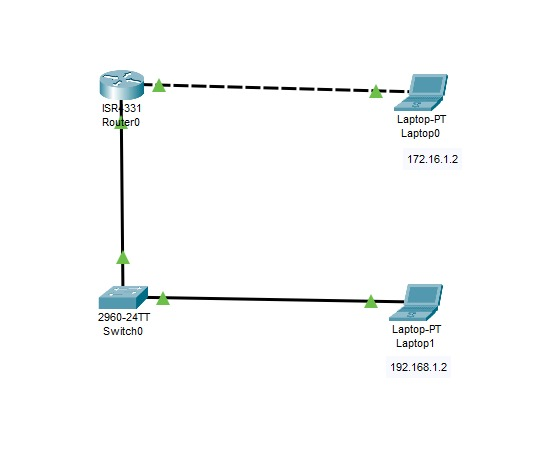 ISR4331
Router0
Laptop-PT
Laptop0
172.16.1.2
2960-24TT
Switch0
Laptop-PT
Laptop1
192.168.1.2